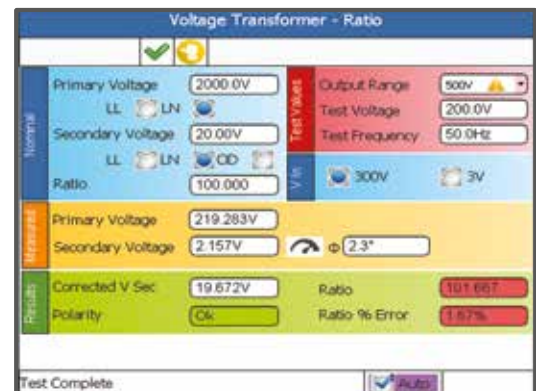 Voltage Transformer - Ratio
Nominal
Primary Voltage 2000.0V
LL LN
Secondary Voltage 20.00V
LL LN OD
Ratio 100.000
Test Values
Output Range 500V
Test Voltage 200.0V
Test Frequency 50.0Hz
V In
300V 3V
Measured
Primary Voltage 219.283V
Secondary Voltage 2.157V Φ 2.3°
Results
Corrected V Sec 19.672V
Polarity Ok
Ratio 101.667
Ratio % Error 1.67%
Test Complete
Auto